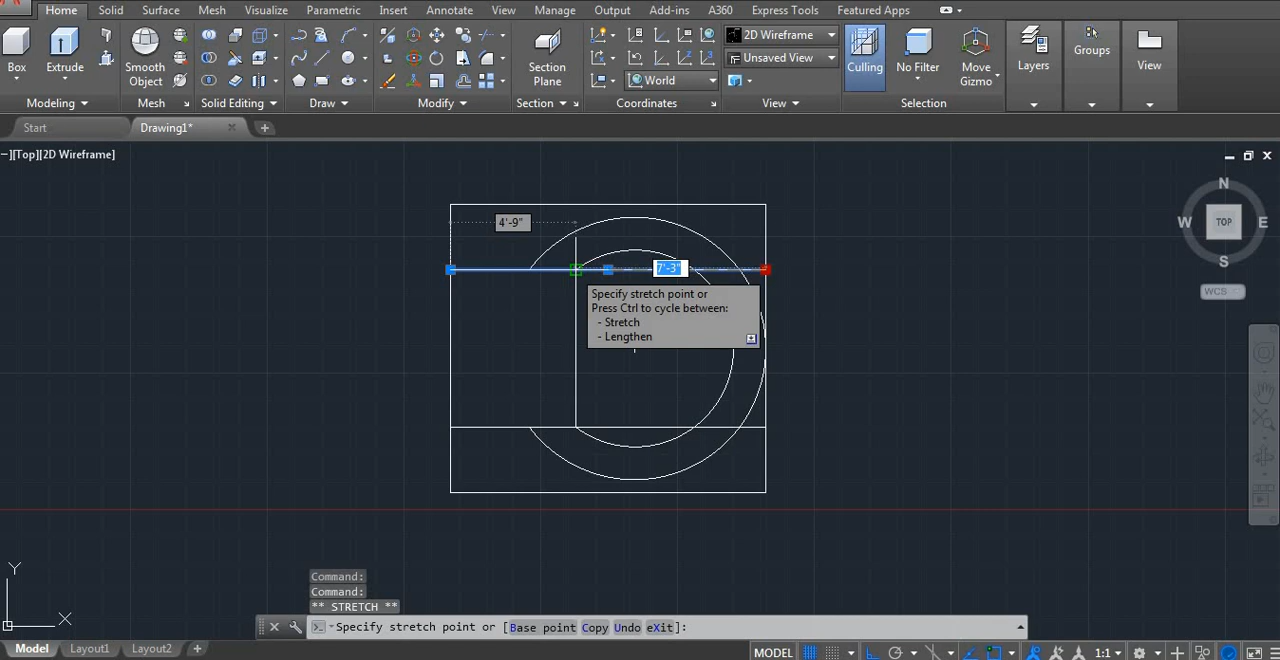 Home Solid Surface Mesh Visualize Parametric Insert Annotate View Manage Output Add-ins A360 Express Tools Featured Apps
2D Wireframe
Unsaved View
World
Box Extrude Smooth Object Section Plane Culling No Filter Move Gizmo Layers Groups View
Modeling Mesh Solid Editing Draw Modify Section Coordinates View Selection
Start Drawing1* +
–][Top][2D Wireframe]
N
W TOP E
S
WCS
4'-9"
7'-3"
Specify stretch point or
Press Ctrl to cycle between:
- Stretch
- Lengthen
Y
X
Command:
Command:
** STRETCH **
Specify stretch point or [Base point Copy Undo eXit]:
Model Layout1 Layout2 + MODEL 1:1